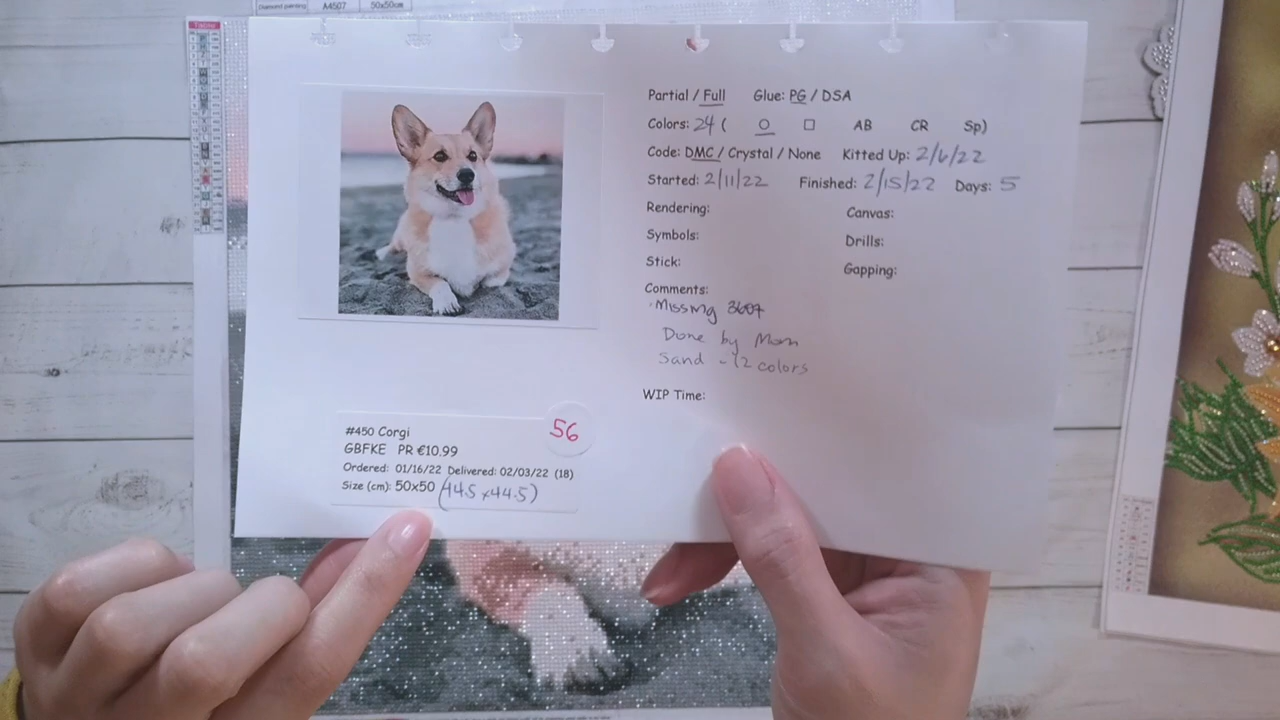 Diamond painting A4507 50x50cm
Partial / Full Glue: PG / DSA
Colors: 24 ( O □ AB CR Sp)
Code: DMC / Crystal / None Kitted Up: 2/6/22
Started: 2/11/22 Finished: 2/15/22 Days: 5
Rendering: Canvas:
Symbols: Drills:
Stick: Gapping:
Comments:
Missing
Done by Mom
Sand - 12 colors
WIP Time:
56
#450 Corgi
GBFKE PR €10.99
Ordered: 01/16/22 Delivered: 02/03/22 (18)
Size (cm): 50x50 (44.5 x 44.5)